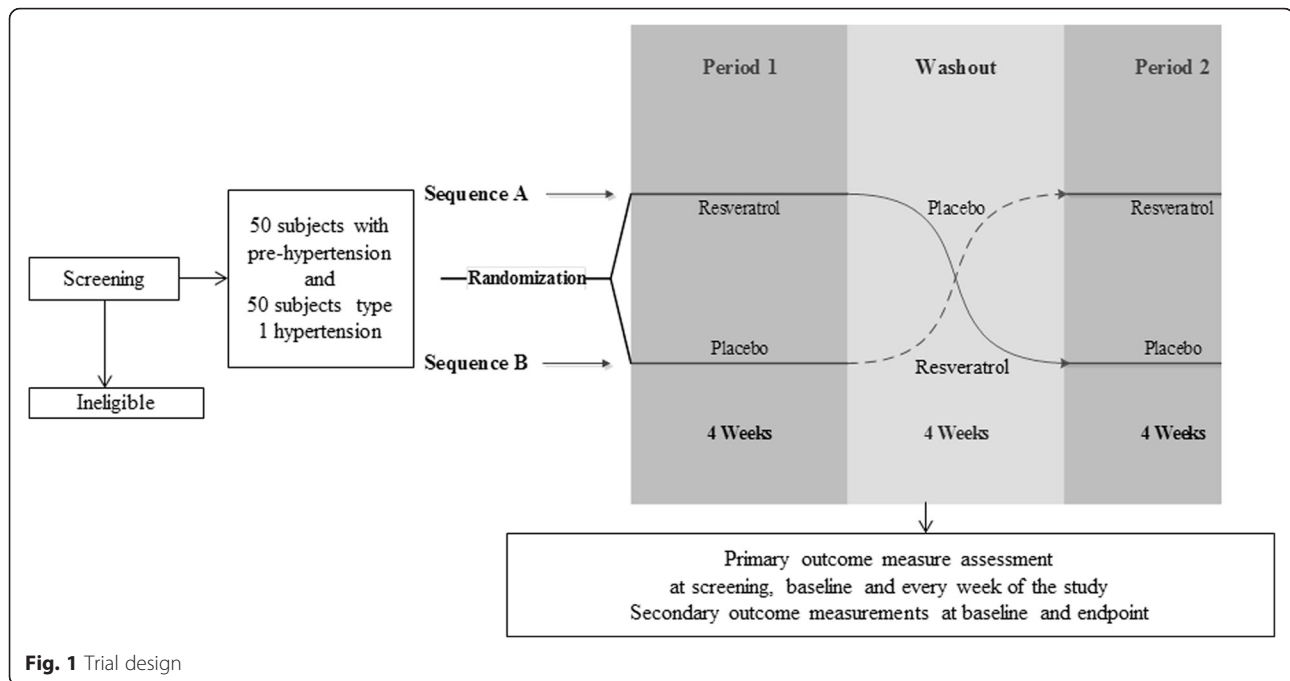 Period 1
Washout
Period 2
Sequence A
Resveratrol
Placebo
Resveratrol
50 subjects with
pre-hypertension
and
50 subjects type
1 hypertension
Screening
Randomization
Sequence B
Placebo
Resveratrol
Placebo
Ineligible
4 Weeks
4 Weeks
4 Weeks
Primary outcome measure assessment
at screening, baseline and every week of the study
Secondary outcome measurements at baseline and endpoint
Fig. 1 Trial design